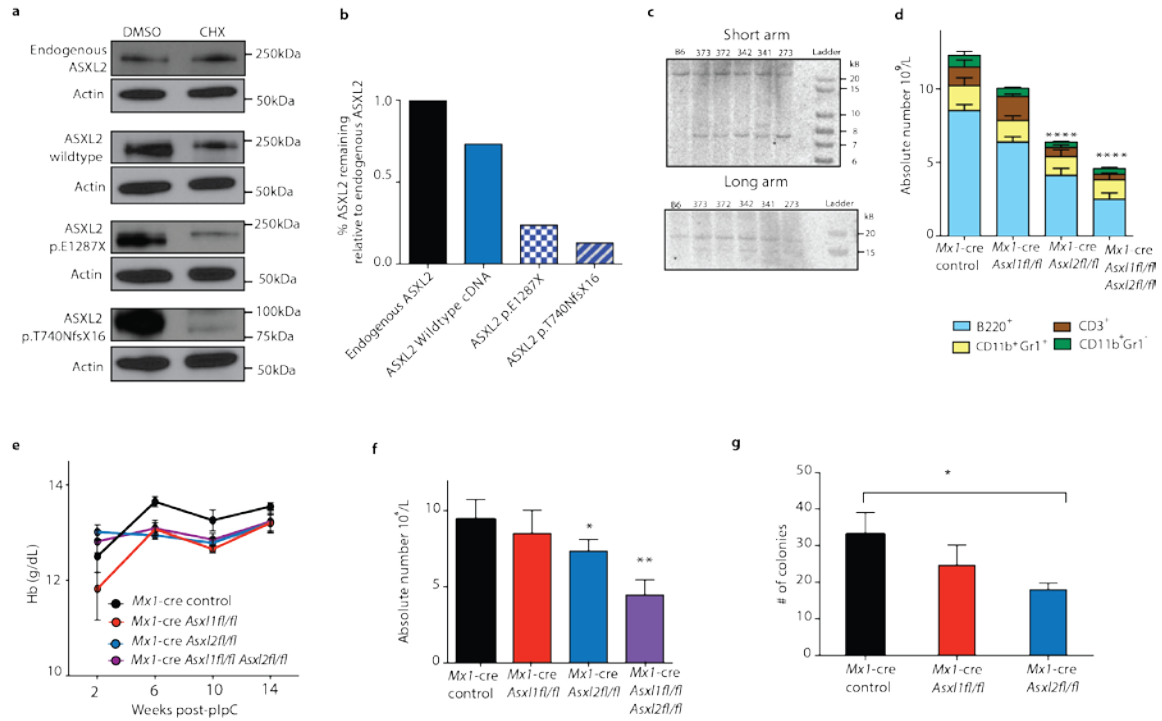 a
DMSO CHX
Endogenous
ASXL2
250kDa
Actin
50kDa
ASXL2
wildtype
250kDa
Actin
50kDa
ASXL2
p.E1287X
250kDa
Actin
50kDa
ASXL2
p.T740NfsX16
100kDa
75kDa
Actin
50kDa
b
% ASXL2 remaining
relative to endogenous ASXL2
1.0
0.5
0.0
Endogenous ASXL2
ASXL2 Wildtype cDNA
ASXL2 p.E1287X
ASXL2 p.T740NfsX16
c
Short arm
B6 373 372 342 341 273 Ladder
kB
20
15
10
8
7
6
Long arm
B6 373 372 342 341 273 Ladder
kB
20
15
d
Absolute number 10⁹/L
10
5
0
****
****
Mx1-cre
control
Mx1-cre
Asxl1fl/fl
Mx1-cre
Asxl2fl/fl
Mx1-cre
Asxl1fl/fl
Asxl2fl/fl
B220⁺
CD3⁺
CD11b⁺Gr1⁺
CD11b⁺Gr1⁻
e
Hb (g/dL)
14
12
10
Mx1-cre control
Mx1-cre Asxl1fl/fl
Mx1-cre Asxl2fl/fl
Mx1-cre Asxl1fl/fl Asxl2fl/fl
2 6 10 14
Weeks post-pIpC
f
Absolute number 10⁴/L
10
5
0
*
**
Mx1-cre
control
Mx1-cre
Asxl1fl/fl
Mx1-cre
Asxl2fl/fl
Mx1-cre
Asxl1fl/fl
Asxl2fl/fl
g
# of colonies
50
40
30
20
10
0
*
Mx1-cre
control
Mx1-cre
Asxl1fl/fl
Mx1-cre
Asxl2fl/fl